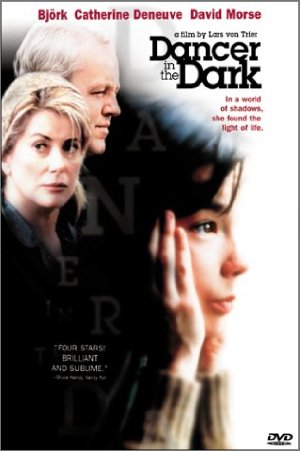 Björk Catherine Deneuve David Morse
a film by Lars von Trier
Dancer
in the
Dark
In a world
of shadows,
she found the
light of life.
"FOUR STARS!
BRILLIANT
AND SUBLIME."
DVD